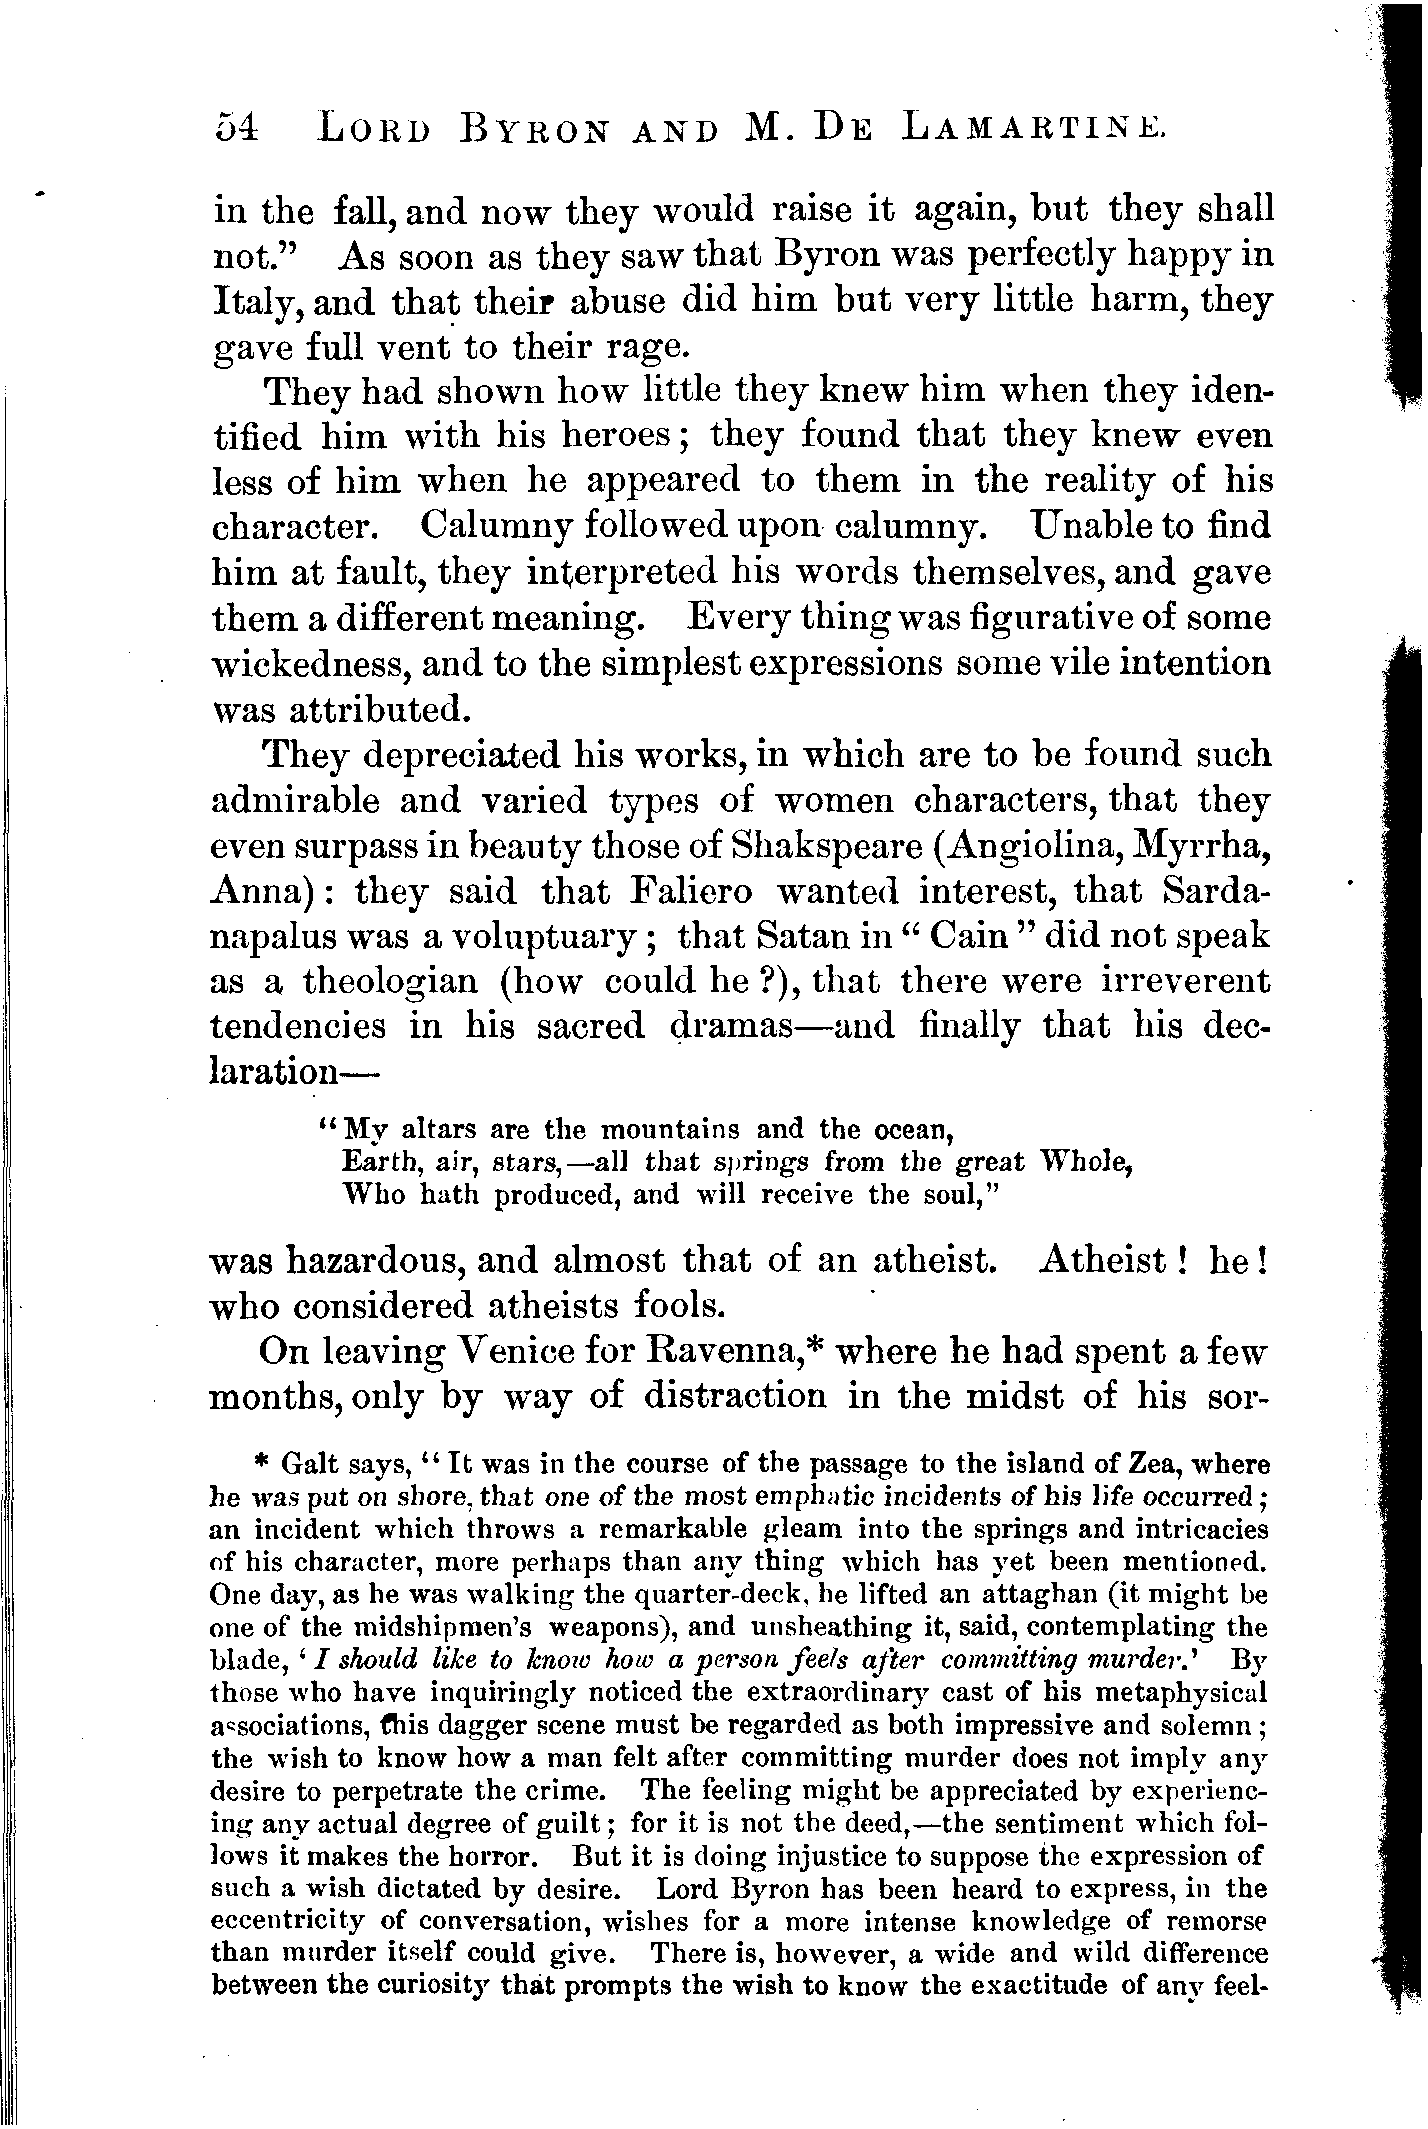 54 LORD BYRON AND M. DE LAMARTINE.
in the fall, and now they would raise it again, but they shall
not.” As soon as they saw that Byron was perfectly happy in
Italy, and that their abuse did him but very little harm, they
gave full vent to their rage.
They had shown how little they knew him when they iden-
tified him with his heroes; they found that they knew even
less of him when he appeared to them in the reality of his
character. Calumny followed upon calumny. Unable to find
him at fault, they interpreted his words themselves, and gave
them a different meaning. Every thing was figurative of some
wickedness, and to the simplest expressions some vile intention
was attributed.
They depreciated his works, in which are to be found such
admirable and varied types of women characters, that they
even surpass in beauty those of Shakspeare (Angiolina, Myrrha,
Anna): they said that Faliero wanted interest, that Sarda-
napalus was a voluptuary; that Satan in “Cain” did not speak
as a theologian (how could he?), that there were irreverent
tendencies in his sacred dramas—and finally that his dec-
laration—
“My altars are the mountains and the ocean,
Earth, air, stars,—all that springs from the great Whole,
Who hath produced, and will receive the soul,”
was hazardous, and almost that of an atheist. Atheist! he!
who considered atheists fools.
On leaving Venice for Ravenna,* where he had spent a few
months, only by way of distraction in the midst of his sor-
* Galt says, “It was in the course of the passage to the island of Zea, where
he was put on shore, that one of the most emphatic incidents of his life occurred;
an incident which throws a remarkable gleam into the springs and intricacies
of his character, more perhaps than any thing which has yet been mentioned.
One day, as he was walking the quarter-deck, he lifted an attaghan (it might be
one of the midshipmen's weapons), and unsheathing it, said, contemplating the
blade, ‘I should like to know how a person feels after committing murder.’ By
those who have inquiringly noticed the extraordinary cast of his metaphysical
associations, this dagger scene must be regarded as both impressive and solemn;
the wish to know how a man felt after committing murder does not imply any
desire to perpetrate the crime. The feeling might be appreciated by experienc-
ing any actual degree of guilt; for it is not the deed,—the sentiment which fol-
lows it makes the horror. But it is doing injustice to suppose the expression of
such a wish dictated by desire. Lord Byron has been heard to express, in the
eccentricity of conversation, wishes for a more intense knowledge of remorse
than murder itself could give. There is, however, a wide and wild difference
between the curiosity that prompts the wish to know the exactitude of any feel-